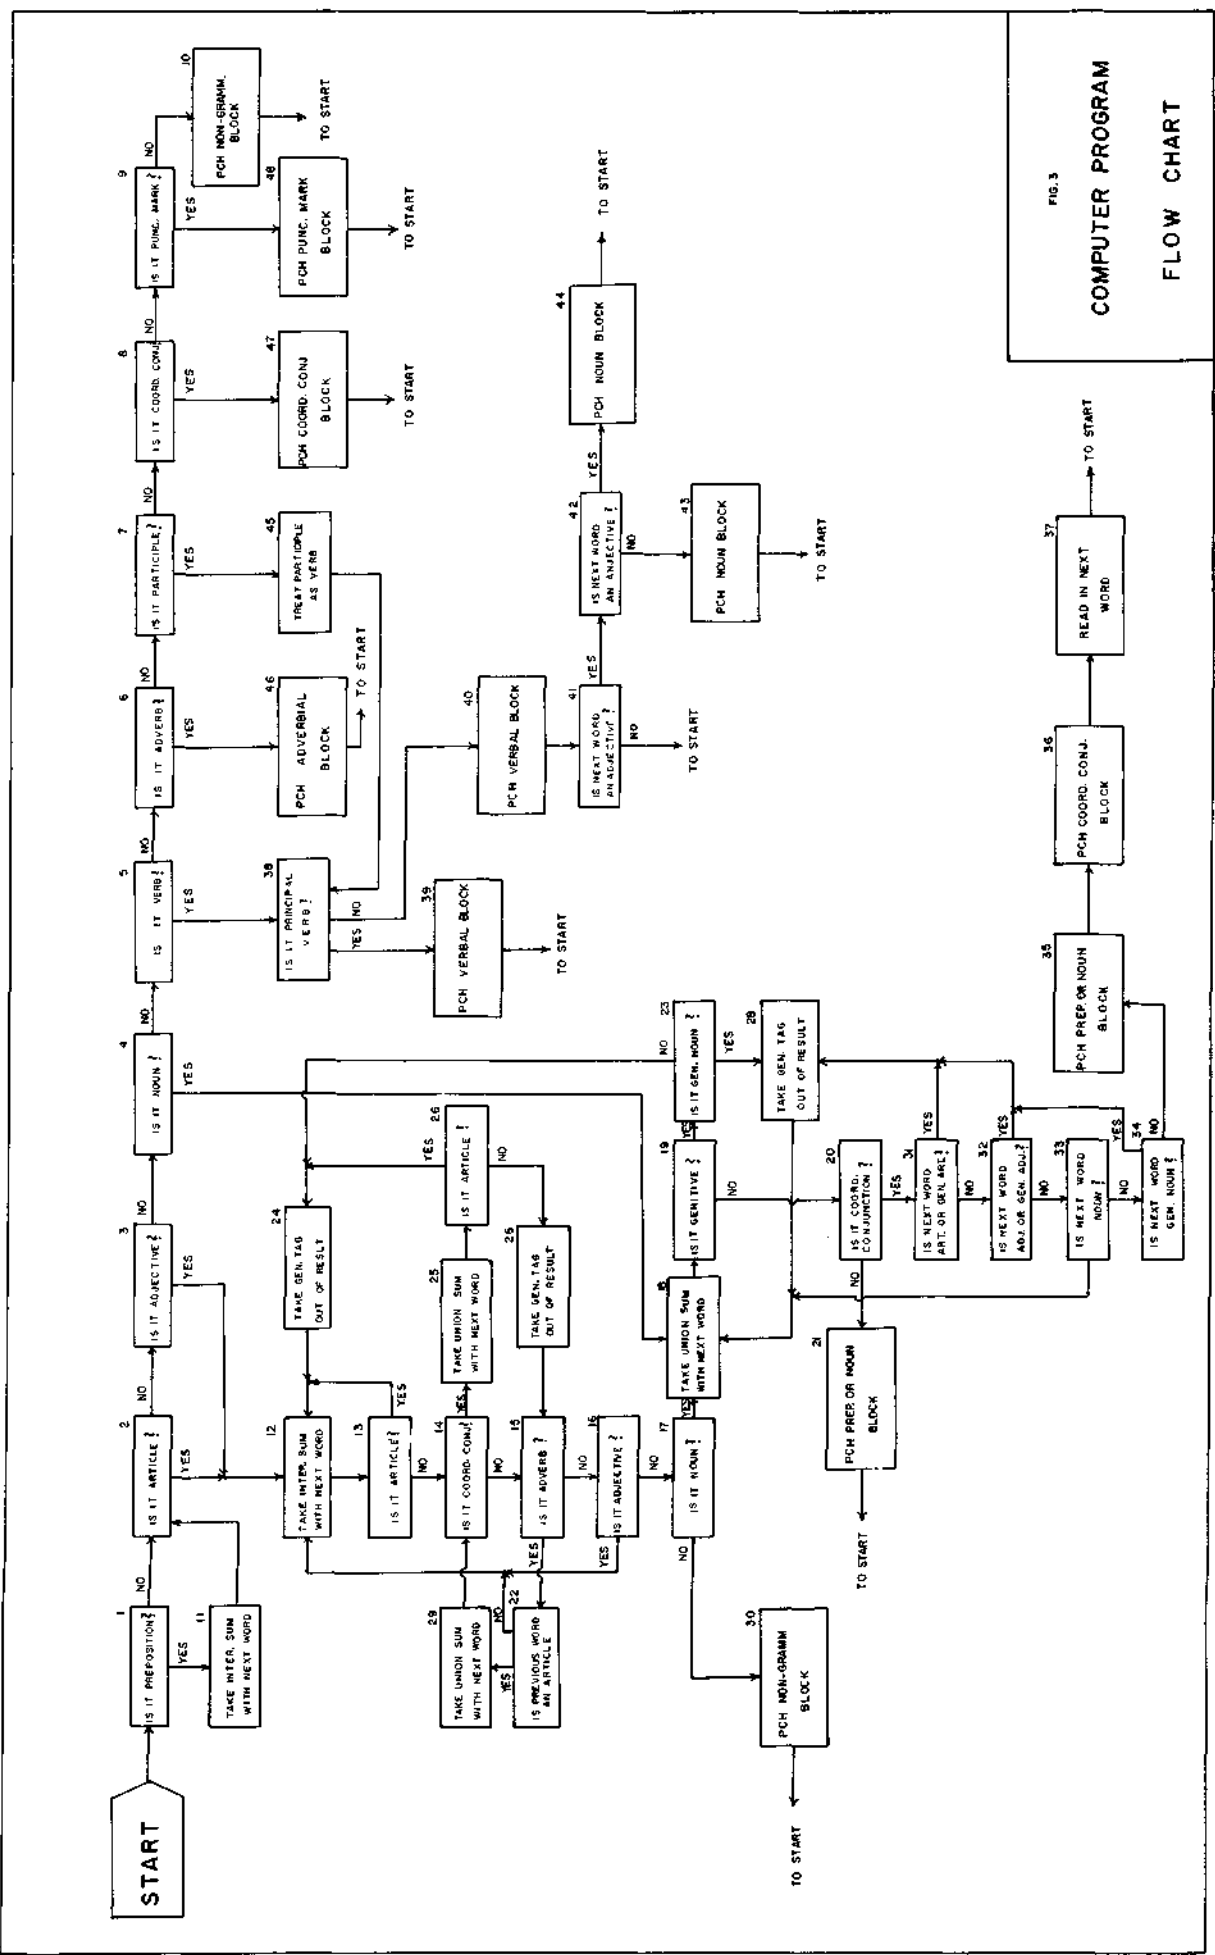 START
1
IS IT PREPOSITION?
NO
YES
11
TAKE INTER. SUM
WITH NEXT WORD
2
IS IT ARTICLE?
NO
YES
3
IS IT ADJECTIVE?
NO
YES
4
IS IT NOUN?
NO
YES
5
IS IT VERB?
NO
YES
6
IS IT ADVERB?
NO
YES
7
IS IT PARTICIPLE?
NO
YES
8
IS IT COORD. CONJ
NO
YES
9
IS IT PUNC. MARK?
NO
YES
10
PCH NON-GRAMM.
BLOCK
TO START
48
PCH PUNC. MARK
BLOCK
TO START
47
PCH COORD. CONJ
BLOCK
TO START
45
TREAT PARTICIPLE
AS VERB
46
PCH ADVERBIAL
BLOCK
TO START
38
IS IT PRINCIPAL
VERB?
NO
YES
39
PCH VERBAL BLOCK
TO START
40
PCH VERBAL BLOCK
41
IS NEXT WORD
AN ADJECTIVE?
YES
NO
TO START
42
IS NEXT WORD
AN ANJECTIVE?
YES
NO
43
PCH NOUN BLOCK
TO START
44
PCH NOUN BLOCK
TO START
12
TAKE INTER. SUM
WITH NEXT WORD
24
TAKE GEN. TAG
OUT OF RESLT
13
IS IT ARTICLE?
YES
NO
14
IS IT COORD. CONJ?
YES
NO
25
TAKE UNION SUM
WITH NEXT WORD
26
IS IT ARTICLE?
YES
NO
26
TAKE GEN. TAG
OUT OF RESULT
29
TAKE UNION SUM
WITH NEXT WORD
22
IS PREVIOUS WORD
AN ARTICLE
NO
YES
15
IS IT ADVERB?
YES
NO
16
IS IT ADJECTIVE?
YES
NO
17
IS IT NOUN?
YES
NO
18
TAKE UNION SUM
WITH NEXT WORD
19
IS IT GENITIVE?
YES
NO
23
IS IT GEN. NOUN?
NO
YES
28
TAKE GEN. TAG
OUT OF RESULT
30
PCH NON-GRAMM
BLOCK
TO START
20
IS IT COORD.
CONJUNCTION?
NO
YES
21
PCH PREP. OR NOUN
BLOCK
TO START
31
IS NEXT WORD
ART. OR GEN. ART.?
YES
NO
32
IS NEXT WORD
ADJ. OR GEN. ADJ.?
YES
NO
33
IS NEXT WORD
NOUN?
NO
34
IS NEXT WORD
GEN. NOUN?
YES
NO
35
PCH PREP. OR NOUN
BLOCK
36
PCH COORD. CONJ.
BLOCK
37
READ IN NEXT
WORD
TO START
FIG. 3
COMPUTER PROGRAM
FLOW CHART